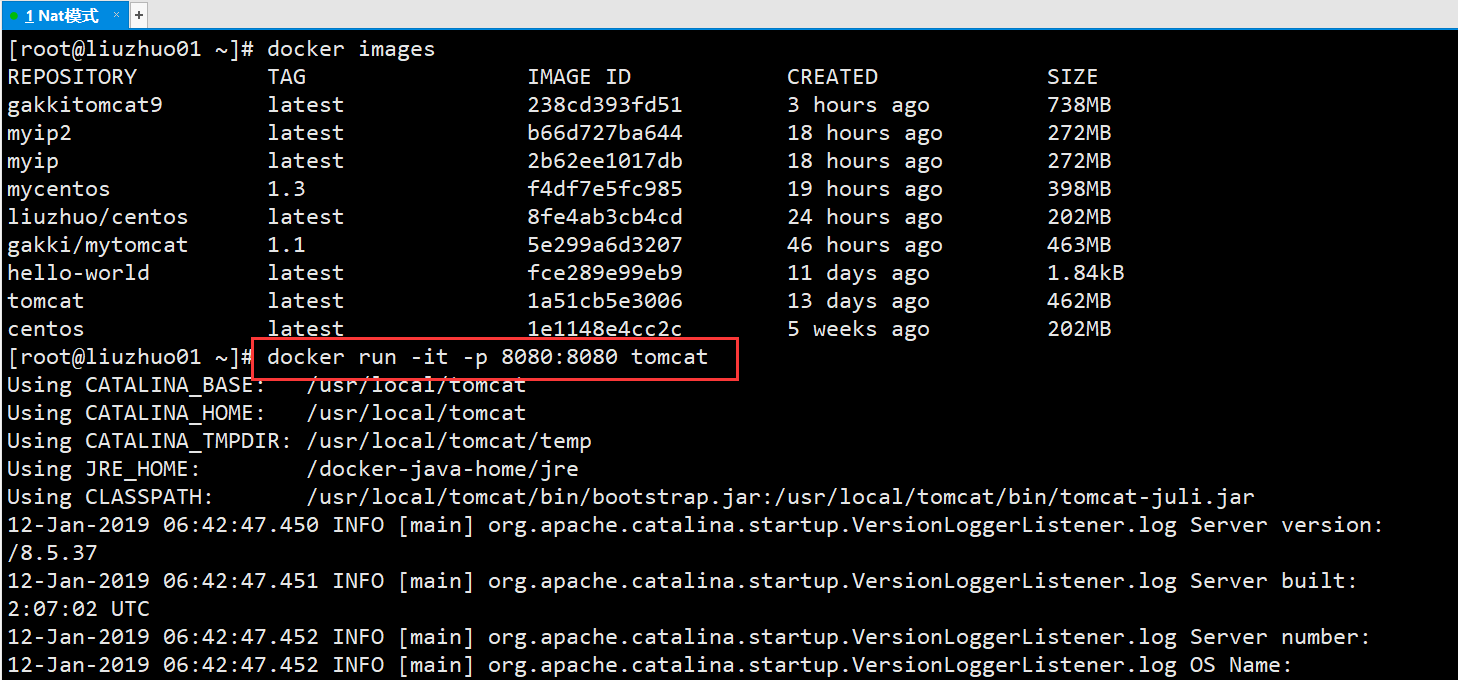 1 Nat模式 × +
[root@liuzhuo01 ~]# docker images
REPOSITORY TAG IMAGE ID CREATED SIZE
gakkitomcat9 latest 238cd393fd51 3 hours ago 738MB
myip2 latest b66d727ba644 18 hours ago 272MB
myip latest 2b62ee1017db 18 hours ago 272MB
mycentos 1.3 f4df7e5fc985 19 hours ago 398MB
liuzhuo/centos latest 8fe4ab3cb4cd 24 hours ago 202MB
gakki/mytomcat 1.1 5e299a6d3207 46 hours ago 463MB
hello-world latest fce289e99eb9 11 days ago 1.84kB
tomcat latest 1a51cb5e3006 13 days ago 462MB
centos latest 1e1148e4cc2c 5 weeks ago 202MB
[root@liuzhuo01 ~]# docker run -it -p 8080:8080 tomcat
Using CATALINA_BASE: /usr/local/tomcat
Using CATALINA_HOME: /usr/local/tomcat
Using CATALINA_TMPDIR: /usr/local/tomcat/temp
Using JRE_HOME: /docker-java-home/jre
Using CLASSPATH: /usr/local/tomcat/bin/bootstrap.jar:/usr/local/tomcat/bin/tomcat-juli.jar
12-Jan-2019 06:42:47.450 INFO [main] org.apache.catalina.startup.VersionLoggerListener.log Server version:
/8.5.37
12-Jan-2019 06:42:47.451 INFO [main] org.apache.catalina.startup.VersionLoggerListener.log Server built:
2:07:02 UTC
12-Jan-2019 06:42:47.452 INFO [main] org.apache.catalina.startup.VersionLoggerListener.log Server number:
12-Jan-2019 06:42:47.452 INFO [main] org.apache.catalina.startup.VersionLoggerListener.log OS Name: